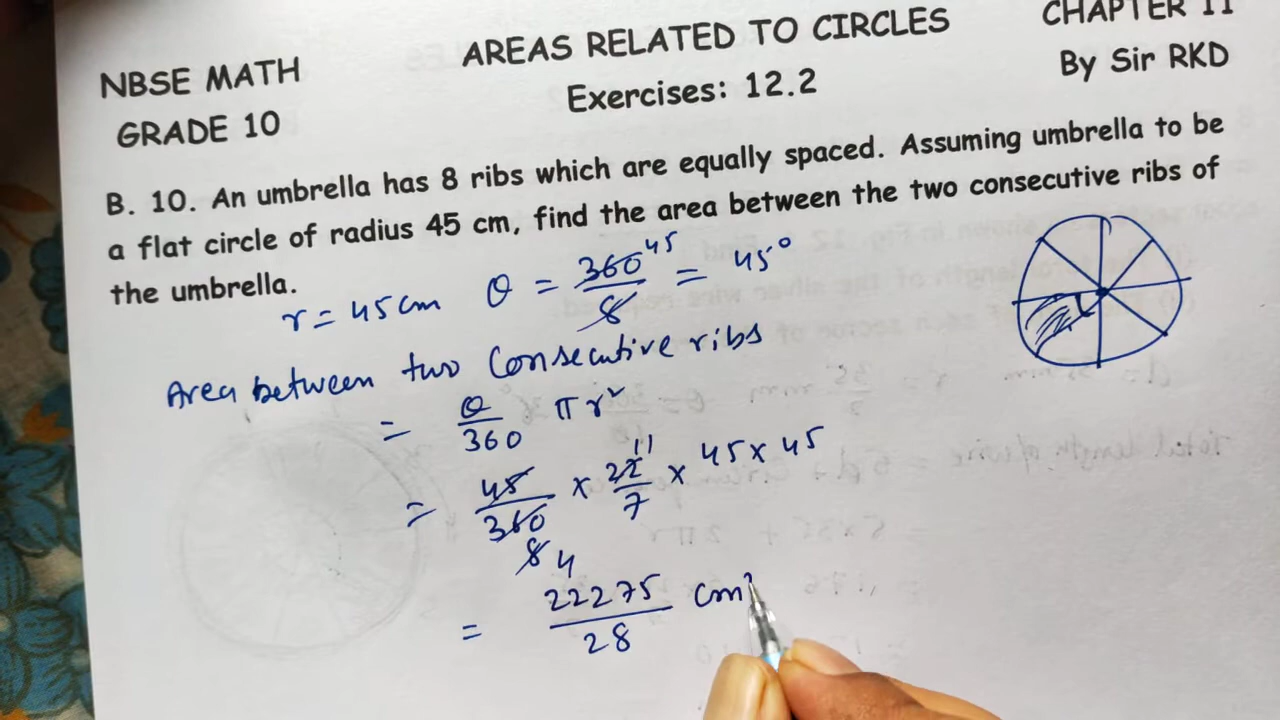 NBSE MATH
GRADE 10
AREAS RELATED TO CIRCLES
Exercises: 12.2
CHAPTER 11
By Sir RKD
B. 10. An umbrella has 8 ribs which are equally spaced. Assuming umbrella to be
a flat circle of radius 45 cm, find the area between the two consecutive ribs of
the umbrella.
r = 45 cm θ = 360/8 45 = 45°
Area between two Consecutive ribs
= θ/360 πr²
= 45/360 × 22/7 × 45 × 45
11
8 4
= 22275/28 cm²